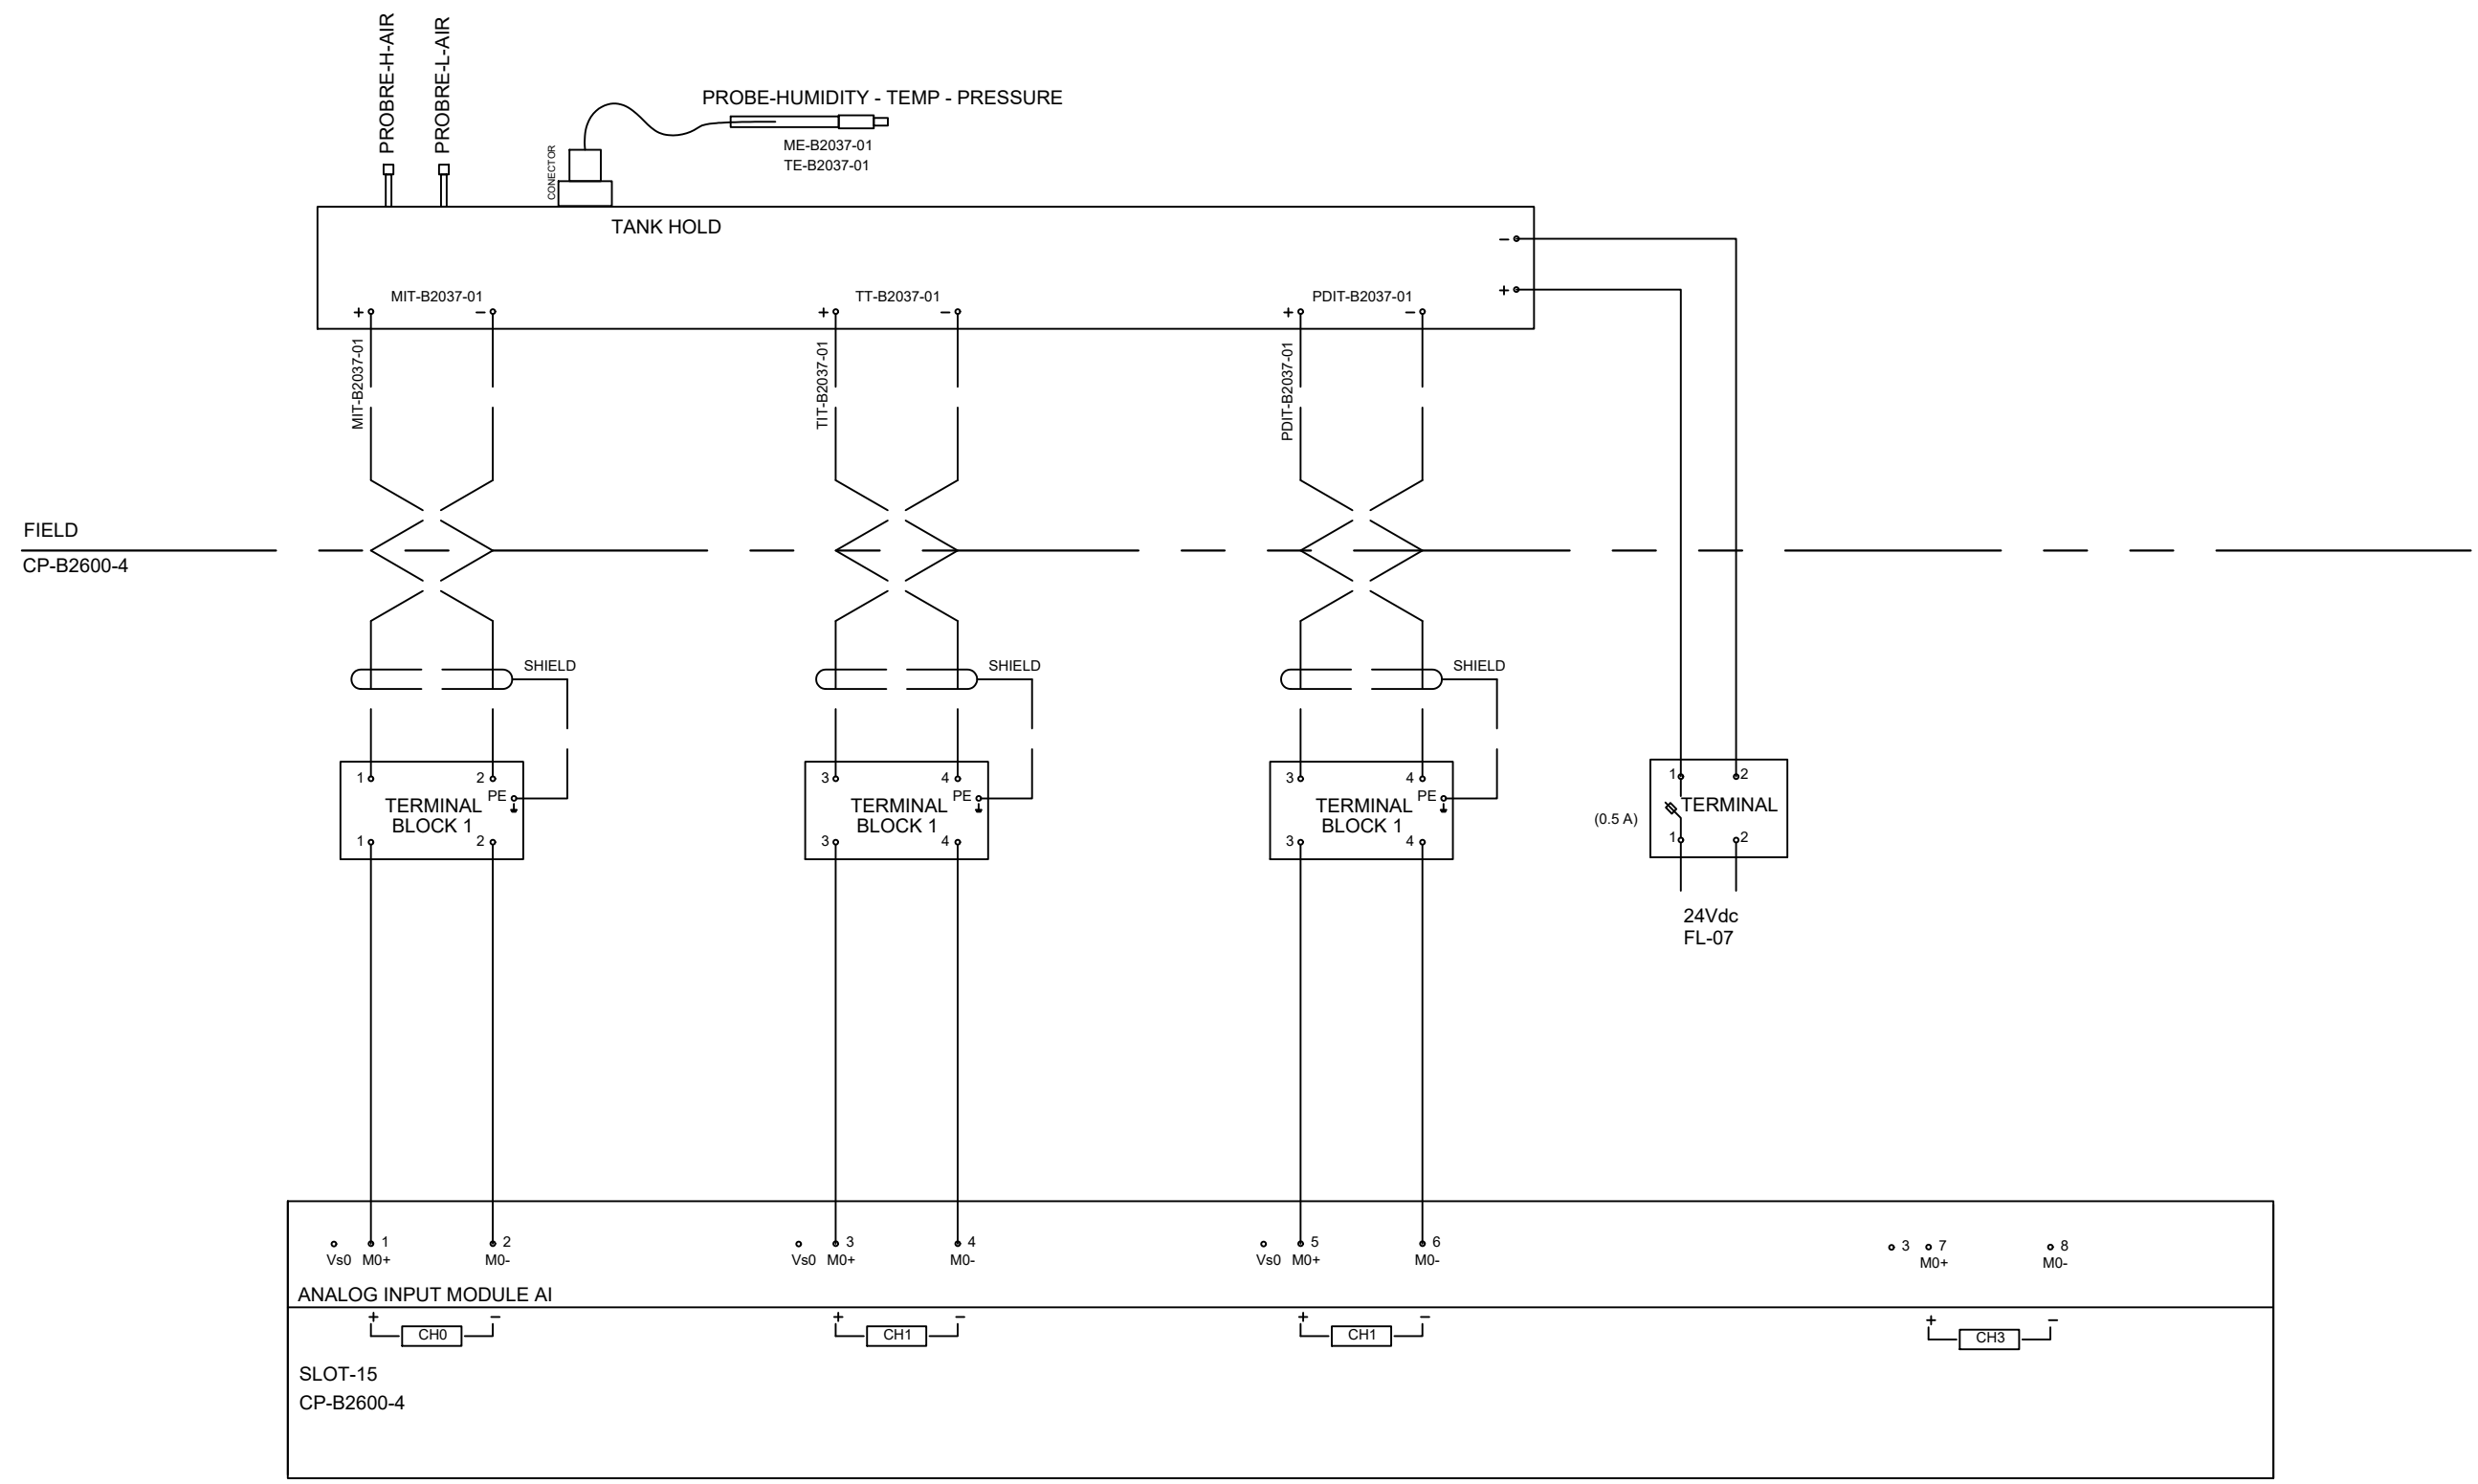 PROBRE-H-AIR
PROBRE-L-AIR
CONECTOR
PROBE-HUMIDITY - TEMP - PRESSURE
ME-B2037-01
TE-B2037-01
TANK HOLD
−
+
MIT-B2037-01
TT-B2037-01
PDIT-B2037-01
+ −
+ −
+ −
MIT-B2037-01
TIT-B2037-01
PDIT-B2037-01
FIELD
CP-B2600-4
SHIELD
SHIELD
SHIELD
1 2
PE
TERMINAL
BLOCK 1
1 2
3 4
PE
TERMINAL
BLOCK 1
3 4
3 4
PE
TERMINAL
BLOCK 1
3 4
1 2
TERMINAL
(0.5 A)
1 2
24Vdc
FL-07
1 2
Vs0 M0+ M0-
3 4
Vs0 M0+ M0-
5 6
Vs0 M0+ M0-
3 7 8
M0+ M0-
ANALOG INPUT MODULE AI
+ −
CH0
+ −
CH1
+ −
CH1
+ −
CH3
SLOT-15
CP-B2600-4